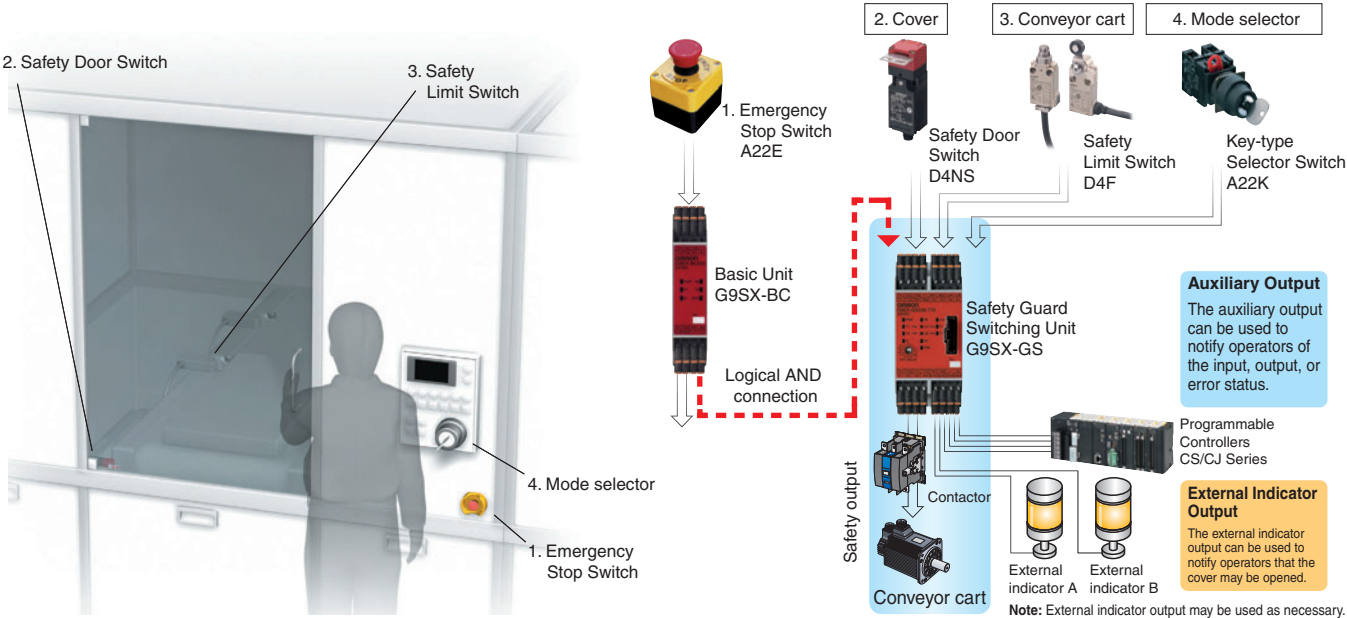 2. Safety Door Switch
3. Safety
Limit Switch
4. Mode selector
1. Emergency
Stop Switch
2. Cover
3. Conveyor cart
4. Mode selector
1. Emergency
Stop Switch
A22E
Safety Door
Switch
D4NS
Safety
Limit Switch
D4F
Key-type
Selector Switch
A22K
Basic Unit
G9SX-BC
Safety Guard
Switching Unit
G9SX-GS
Logical AND
connection
Auxiliary Output
The auxiliary output
can be used to
notify operators of
the input, output, or
error status.
Programmable
Controllers
CS/CJ Series
Safety output
Contactor
External Indicator
Output
The external indicator
output can be used to
notify operators that the
cover may be opened.
External
indicator A
External
indicator B
Conveyor cart
Note: External indicator output may be used as necessary.